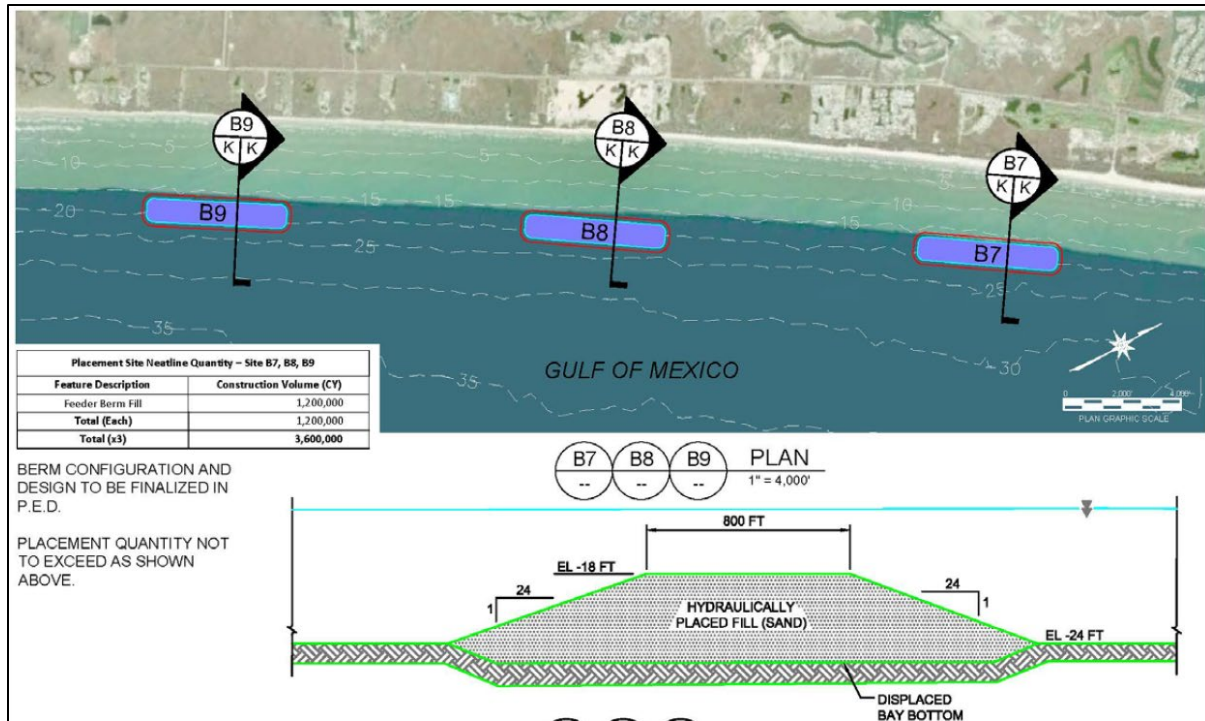 B9
K K
B8
K K
B7
K K
5
5
5
10
10
10
15
15
15
15
20
25
25
30
35
35
B9
B8
B7
GULF OF MEXICO
0 2,000' 4,000'
PLAN GRAPHIC SCALE
Placement Site Neatline Quantity – Site B7, B8, B9
Feature Description Construction Volume (CY)
Feeder Berm Fill 1,200,000
Total (Each) 1,200,000
Total (x3) 3,600,000
BERM CONFIGURATION AND
DESIGN TO BE FINALIZED IN
P.E.D.
PLACEMENT QUANTITY NOT
TO EXCEED AS SHOWN
ABOVE.
B7 B8 B9 PLAN
-- -- -- 1" = 4,000'
800 FT
EL -18 FT
24
1
24
1
HYDRAULICALLY
PLACED FILL (SAND)
EL -24 FT
DISPLACED
BAY BOTTOM